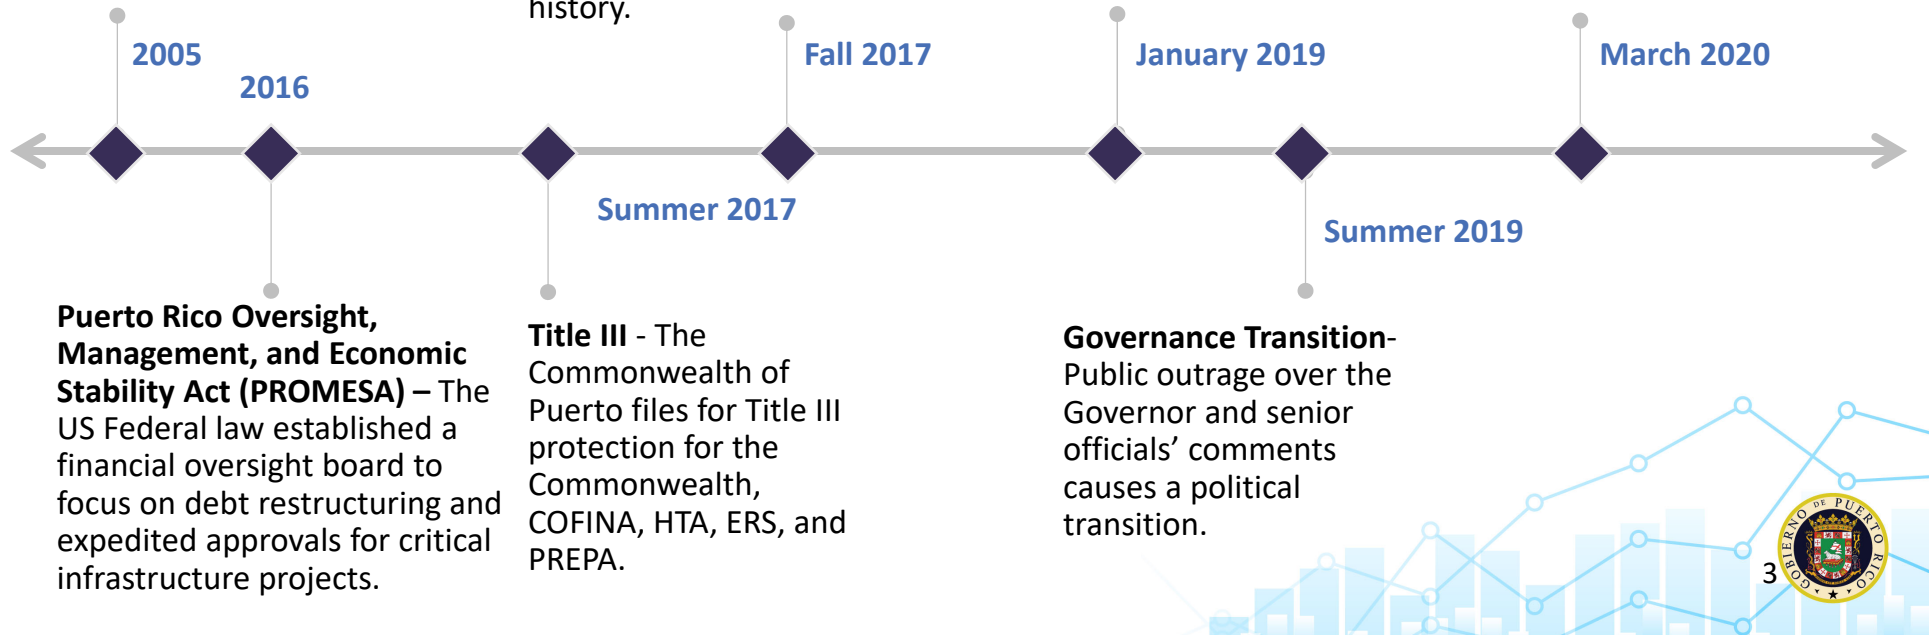 history.
2005
2016
Fall 2017
January 2019
March 2020
Summer 2017
Summer 2019
Puerto Rico Oversight,
Management, and Economic
Stability Act (PROMESA) – The
US Federal law established a
financial oversight board to
focus on debt restructuring and
expedited approvals for critical
infrastructure projects.
Title III - The
Commonwealth of
Puerto files for Title III
protection for the
Commonwealth,
COFINA, HTA, ERS, and
PREPA.
Governance Transition-
Public outrage over the
Governor and senior
officials’ comments
causes a political
transition.
3
GOBIERNO DE PUERTO RICO